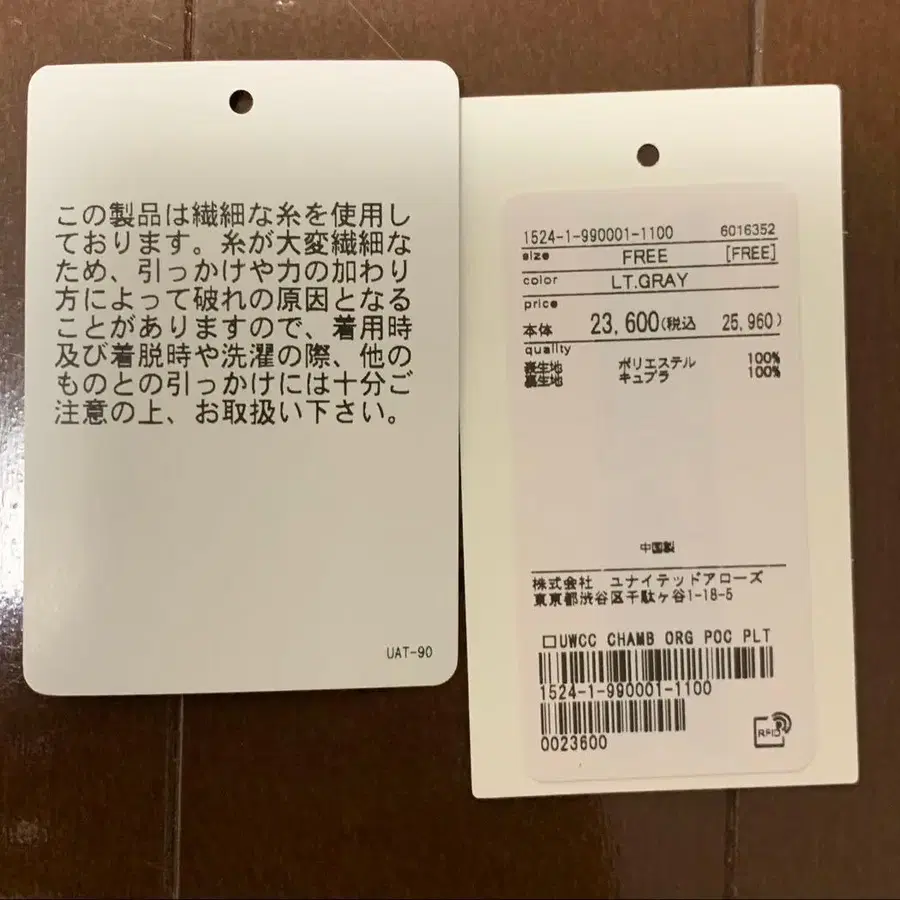 この製品は繊細な糸を使用し
ております。糸が大変繊細な
ため、引っかけや力の加わり
方によって破れの原因となる
ことがありますので、着用時
及び着脱時や洗濯の際、他の
ものとの引っかけには十分ご
注意の上、お取扱い下さい。
UAT-90
1524-1-990001-1100 6016352
size FREE [FREE]
color LT.GRAY
price
本体 23,600(税込 25,960)
quality
表生地 ポリエステル 100%
裏生地 キュプラ 100%
中国製
株式会社 ユナイテッドアローズ
東京都渋谷区千駄ヶ谷1-18-5
□UWCC CHAMB ORG POC PLT
1524-1-990001-1100
0023600
RFID